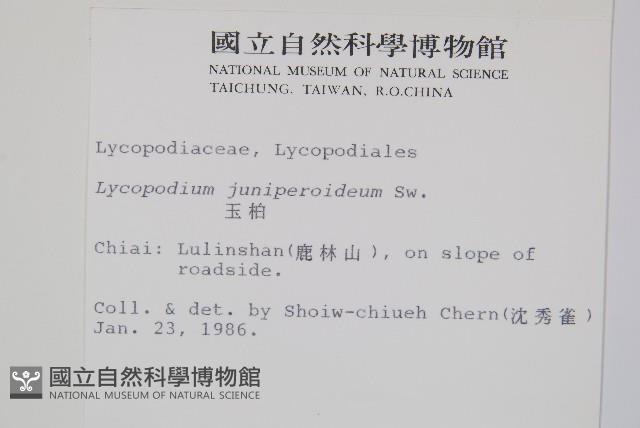 國立自然科學博物館
NATIONAL MUSEUM OF NATURAL SCIENCE
TAICHUNG, TAIWAN, R.O.CHINA
Lycopodiaceae, Lycopodiales
Lycopodium juniperoideum Sw.
玉柏
Chiai: Lulinshan(鹿林山), on slope of
roadside.
Coll. & det. by Shoiw-chiueh Chern(沈秀雀)
Jan. 23, 1986.
國立自然科學博物館
NATIONAL MUSEUM OF NATURAL SCIENCE